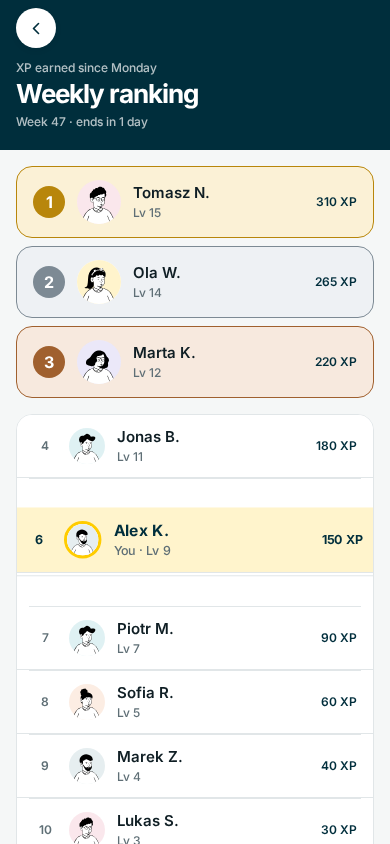 XP earned since Monday
Weekly ranking
Week 47 · ends in 1 day
1 Tomasz N. 310 XP
Lv 15
2 Ola W. 265 XP
Lv 14
3 Marta K. 220 XP
Lv 12
4 Jonas B. 180 XP
Lv 11
6 Alex K. 150 XP
You · Lv 9
7 Piotr M. 90 XP
Lv 7
8 Sofia R. 60 XP
Lv 5
9 Marek Z. 40 XP
Lv 4
10 Lukas S. 30 XP
Lv 3